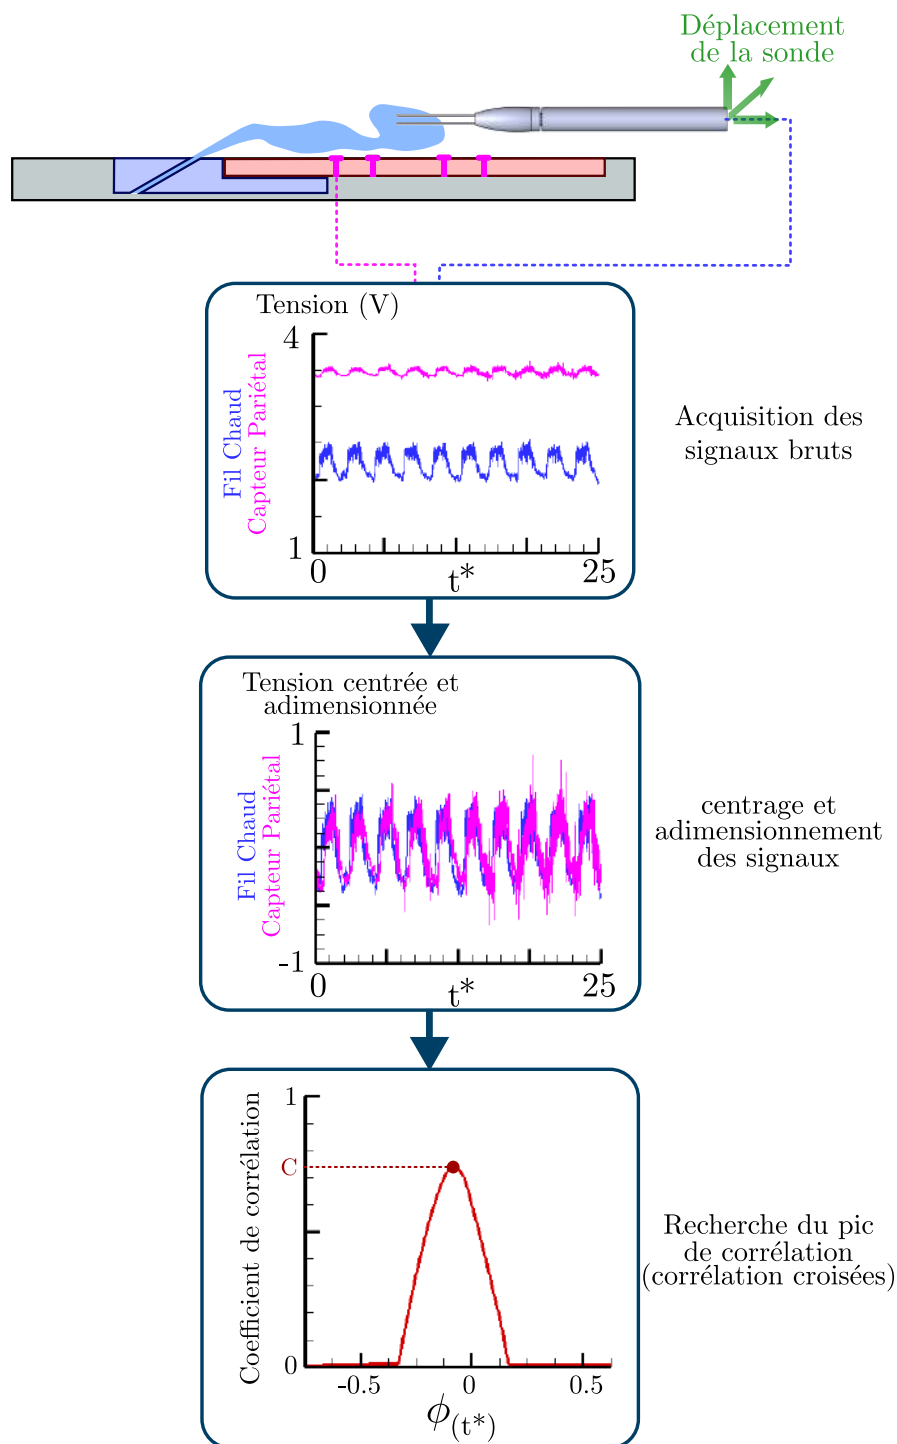 Déplacement
de la sonde
Tension (V)
4
Fil Chaud
Capteur Pariétal
1
0
t*
25
Acquisition des
signaux bruts
Tension centrée et
adimensionnée
1
Fil Chaud
Capteur Pariétal
-1
0
t*
25
centrage et
adimensionnement
des signaux
1
Coefficient de corrélation
C
0
-0.5
0
0.5
ϕ(t*)
Recherche du pic
de corrélation
(corrélation croisées)